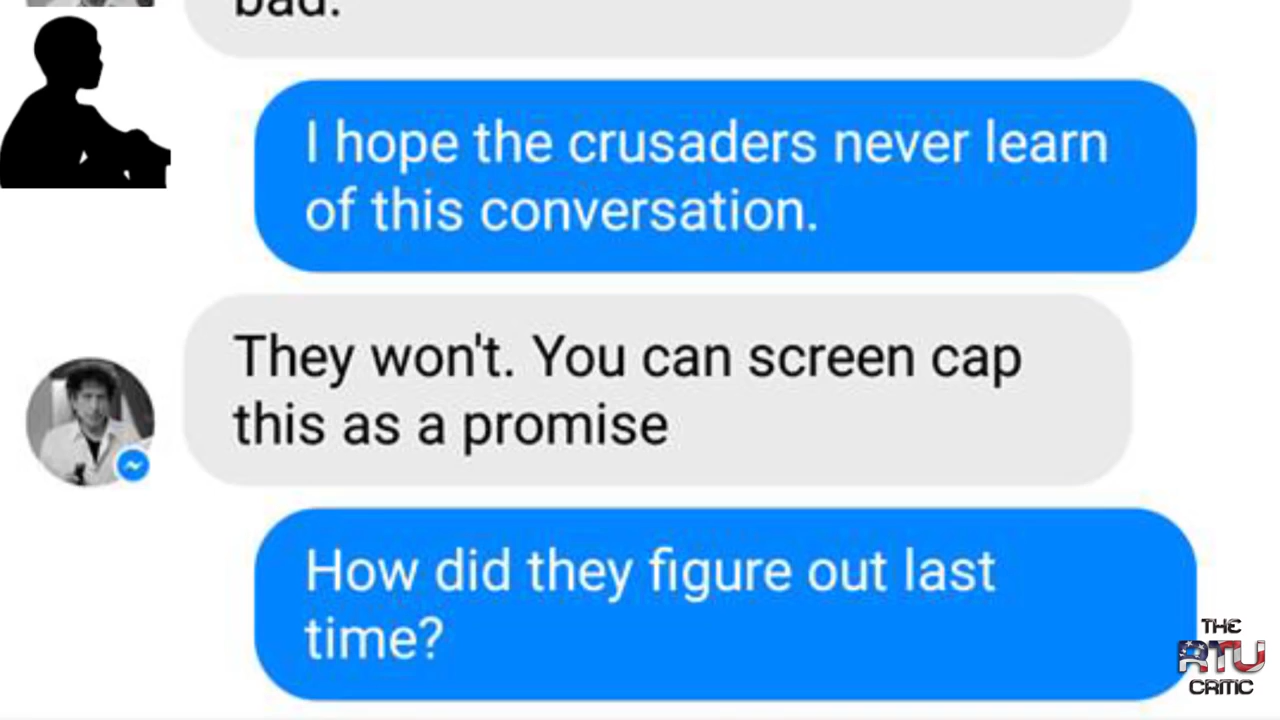 bad.
I hope the crusaders never learn
of this conversation.
They won't. You can screen cap
this as a promise
How did they figure out last
time?
THE
RTU
CRITIC